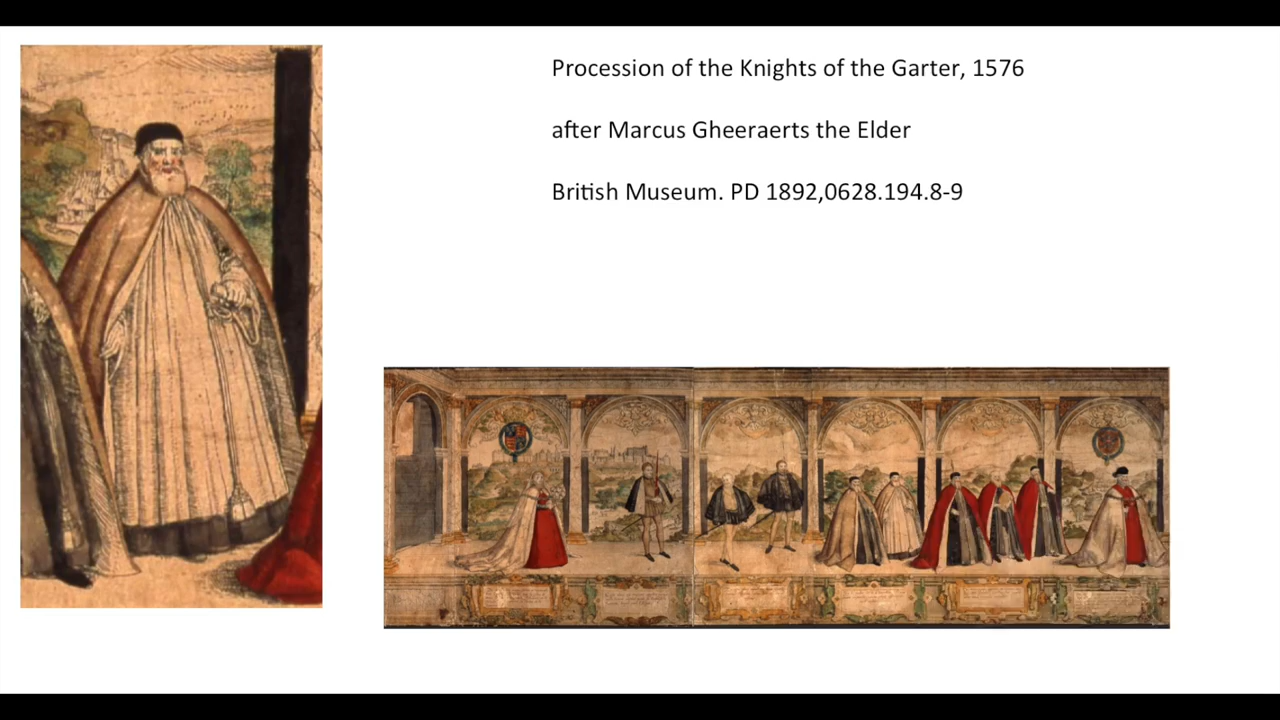 Procession of the Knights of the Garter, 1576
after Marcus Gheeraerts the Elder
British Museum. PD 1892,0628.194.8-9